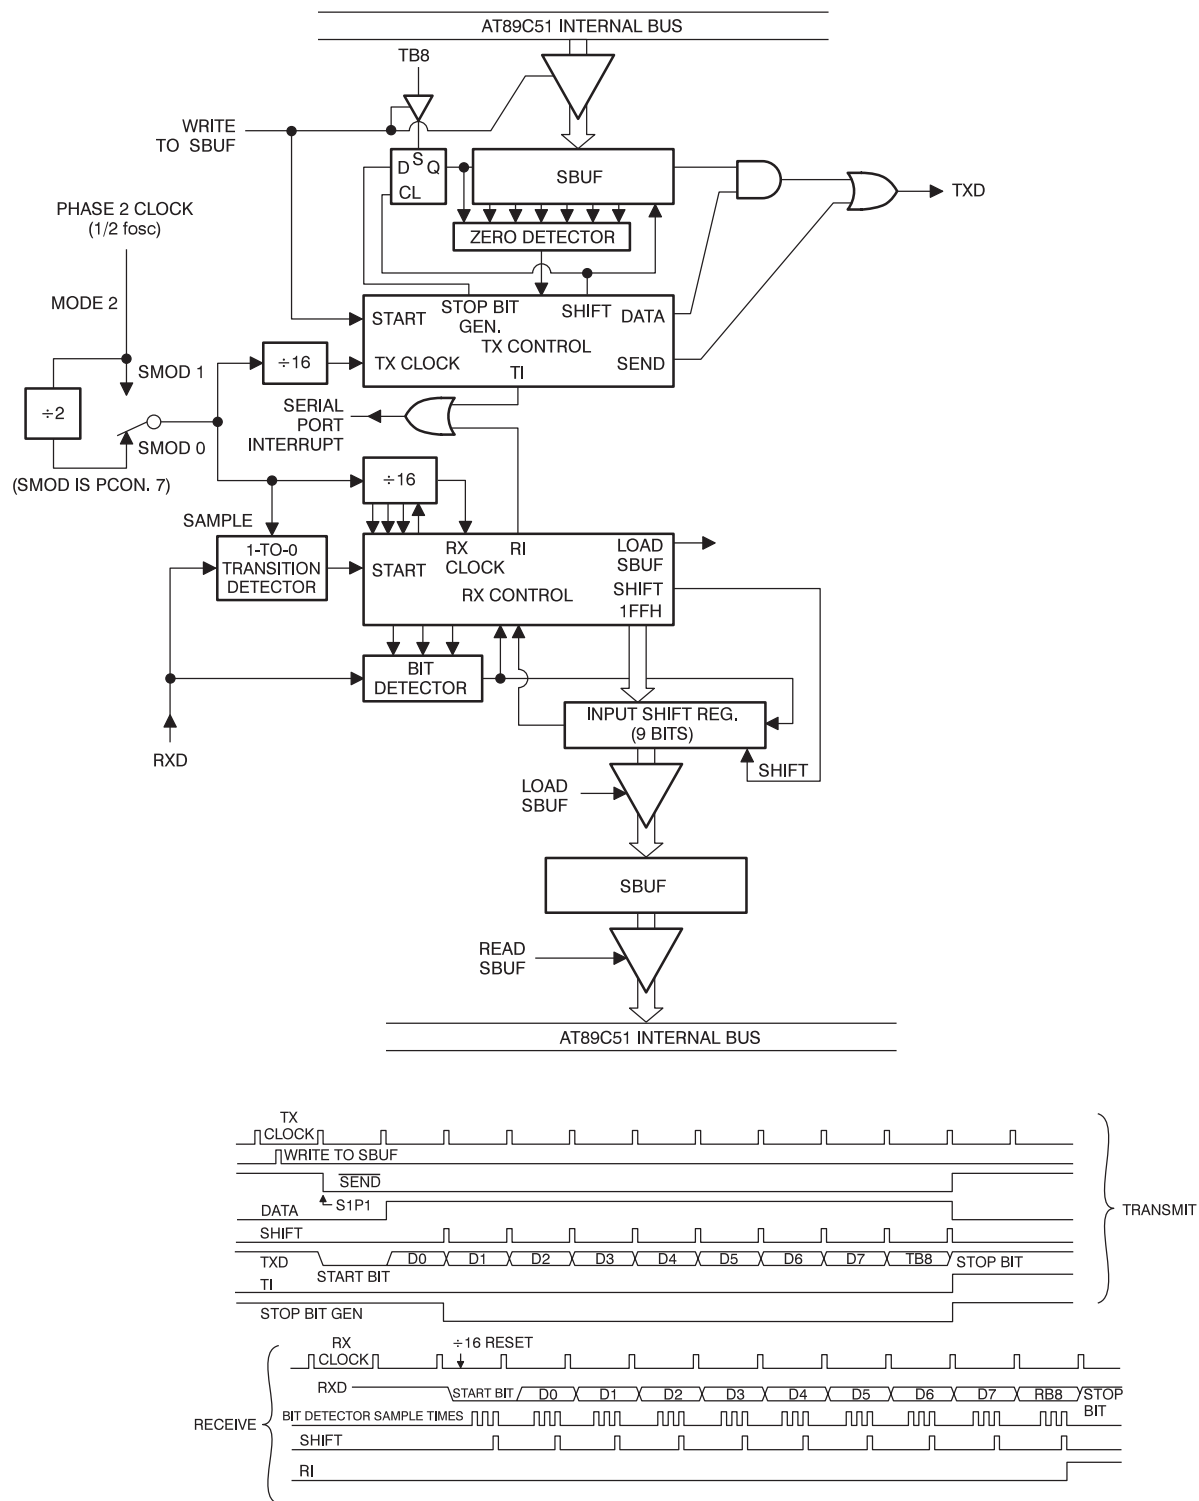 AT89C51 INTERNAL BUS
TB8
WRITE
TO SBUF
D S Q
CL
SBUF
TXD
ZERO DETECTOR
PHASE 2 CLOCK
(1/2 fosc)
MODE 2
STOP BIT
GEN.
SHIFT
DATA
START
TX CONTROL
TX CLOCK
TI
SEND
÷16
SMOD 1
÷2
SMOD 0
(SMOD IS PCON. 7)
SERIAL
PORT
INTERRUPT
÷16
SAMPLE
1-TO-0
TRANSITION
DETECTOR
START
RX
CLOCK
RI
LOAD
SBUF
SHIFT
RX CONTROL
1FFH
BIT
DETECTOR
RXD
INPUT SHIFT REG.
(9 BITS)
SHIFT
LOAD
SBUF
SBUF
READ
SBUF
AT89C51 INTERNAL BUS
TX
CLOCK
WRITE TO SBUF
SEND
S1P1
DATA
TRANSMIT
SHIFT
TXD
START BIT
D0 D1 D2 D3 D4 D5 D6 D7 TB8 STOP BIT
TI
STOP BIT GEN
RX
CLOCK
÷16 RESET
RXD
START BIT D0 D1 D2 D3 D4 D5 D6 D7 RB8 STOP
BIT
RECEIVE
BIT DETECTOR SAMPLE TIMES
SHIFT
RI